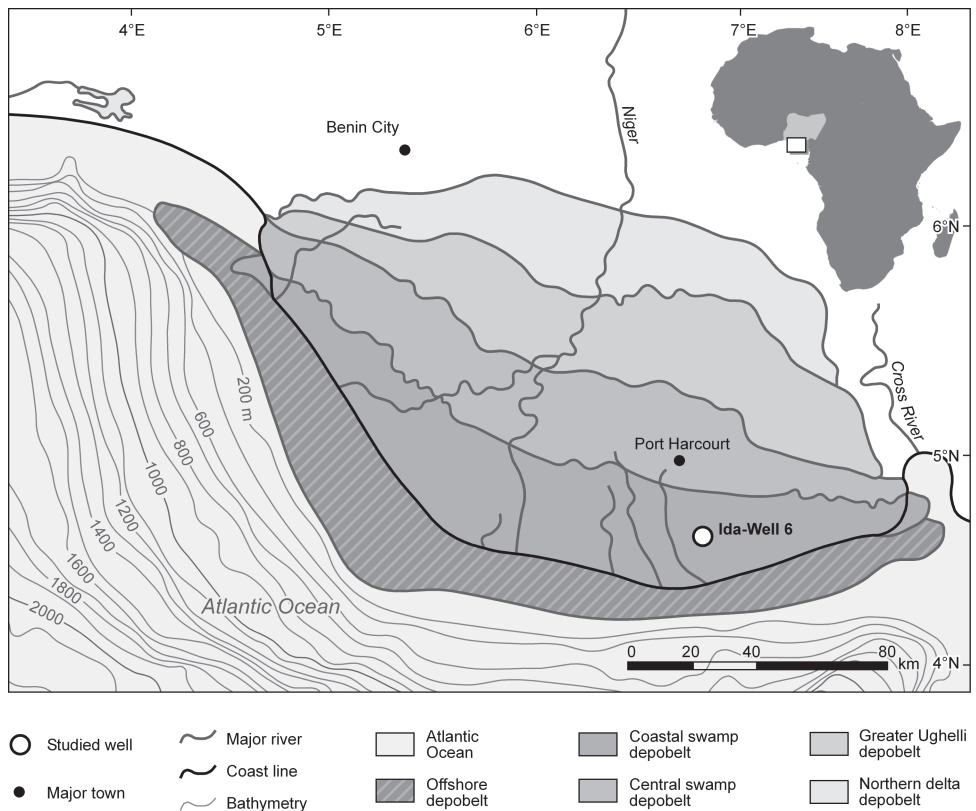 4°E
5°E
6°E
7°E
8°E
Niger
Benin City
6°N
Cross River
200 m
600
800
1000
1200
1400
1600
1800
2000
Port Harcourt
5°N
Ida-Well 6
Atlantic Ocean
0 20 40 80 km
4°N
Studied well
Major town
Major river
Coast line
Bathymetry
Atlantic
Ocean
Offshore
depobelt
Coastal swamp
depobelt
Central swamp
depobelt
Greater Ughelli
depobelt
Northern delta
depobelt